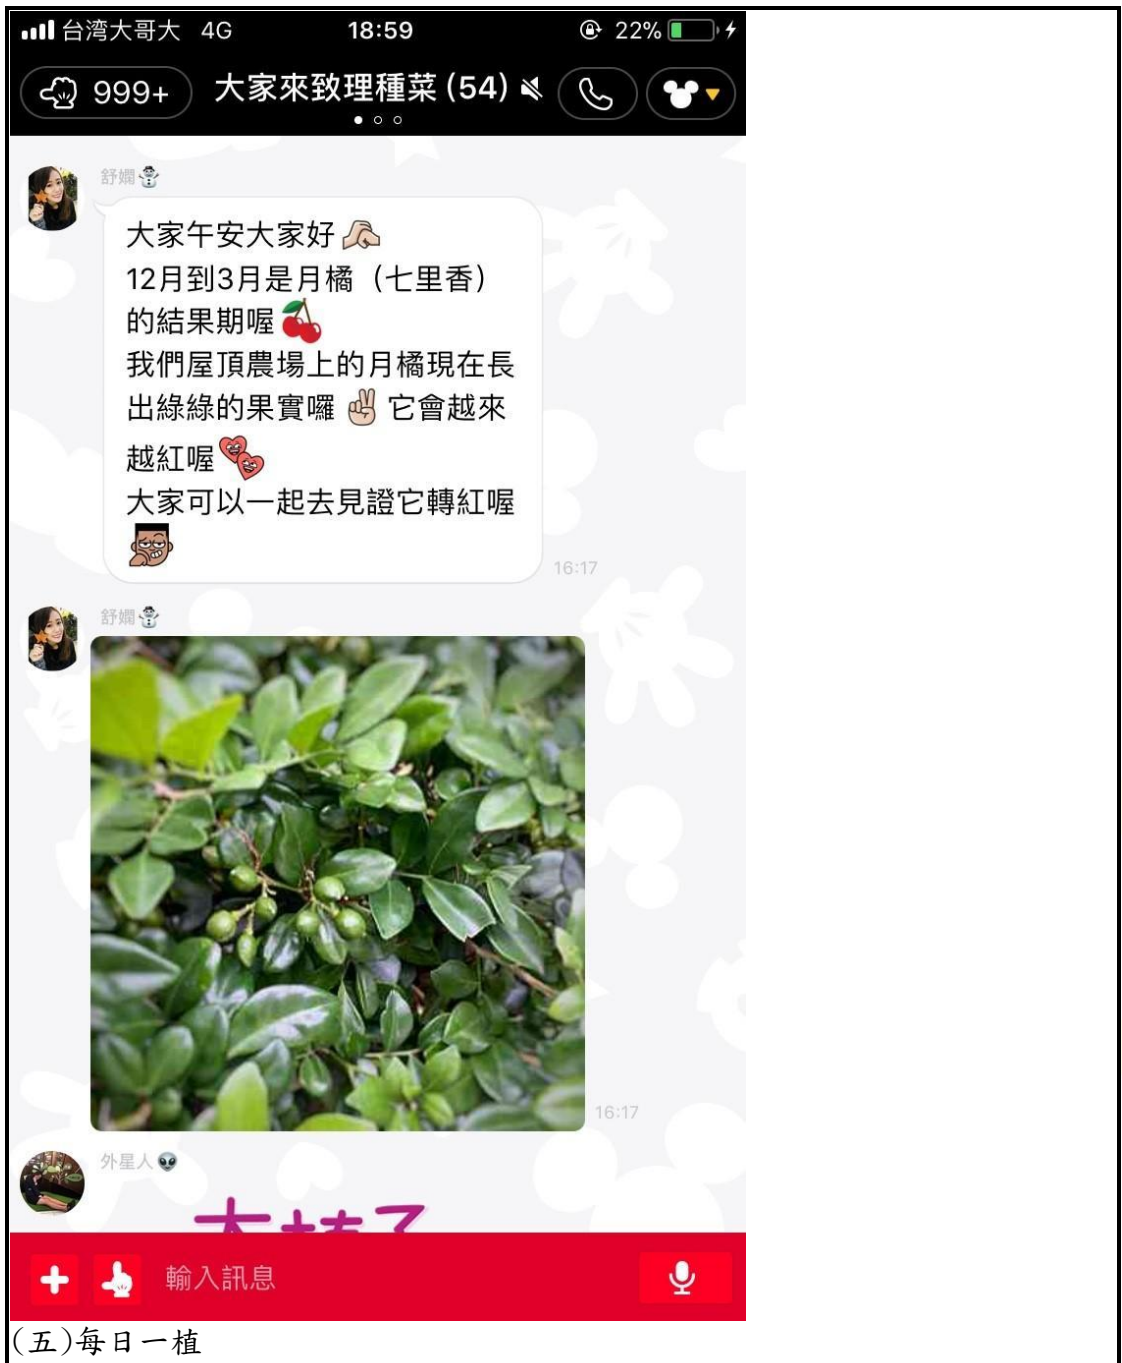 台湾大哥大 4G 18:59 22%
999+ 大家來致理種菜 (54)
舒嫺
大家午安大家好
12月到3月是月橘（七里香）
的結果期喔
我們屋頂農場上的月橘現在長
出綠綠的果實囉 它會越來
越紅喔
大家可以一起去見證它轉紅喔
16:17
舒嫺
16:17
外星人
輸入訊息
(五)每日一植